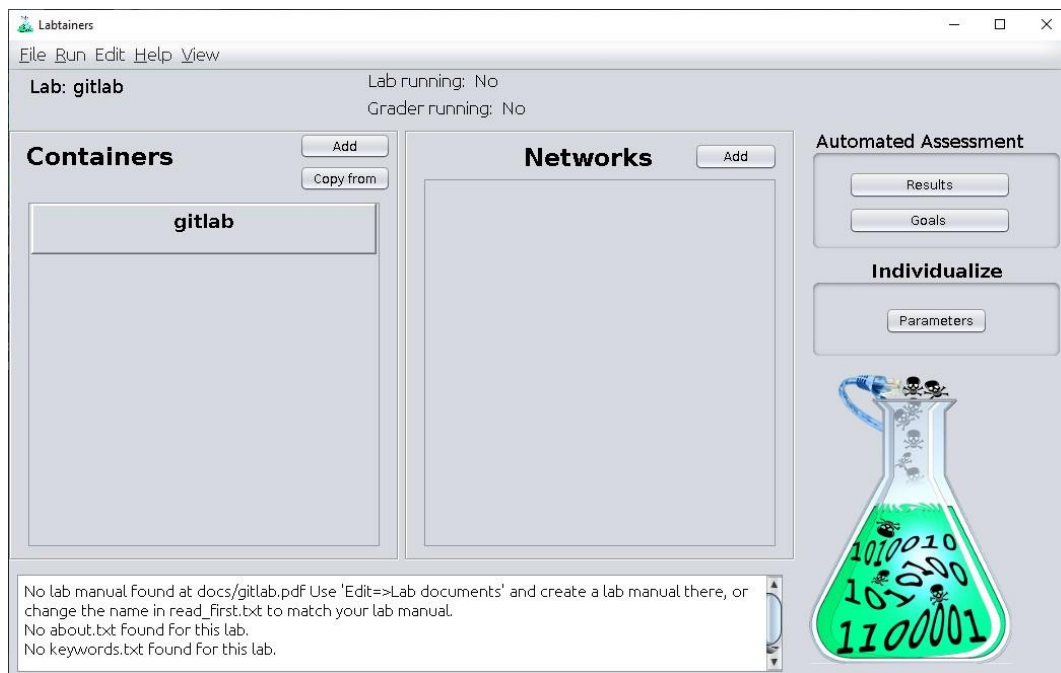 Labtainers
File Run Edit Help View
Lab: gitlab
Lab running: No
Grader running: No
Containers
Add
Copy from
gitlab
Networks
Add
Automated Assessment
Results
Goals
Individualize
Parameters
No lab manual found at docs/gitlab.pdf Use 'Edit=>Lab documents' and create a lab manual there, or
change the name in read_first.txt to match your lab manual.
No about.txt found for this lab.
No keywords.txt found for this lab.
1010010
1010100
1100001